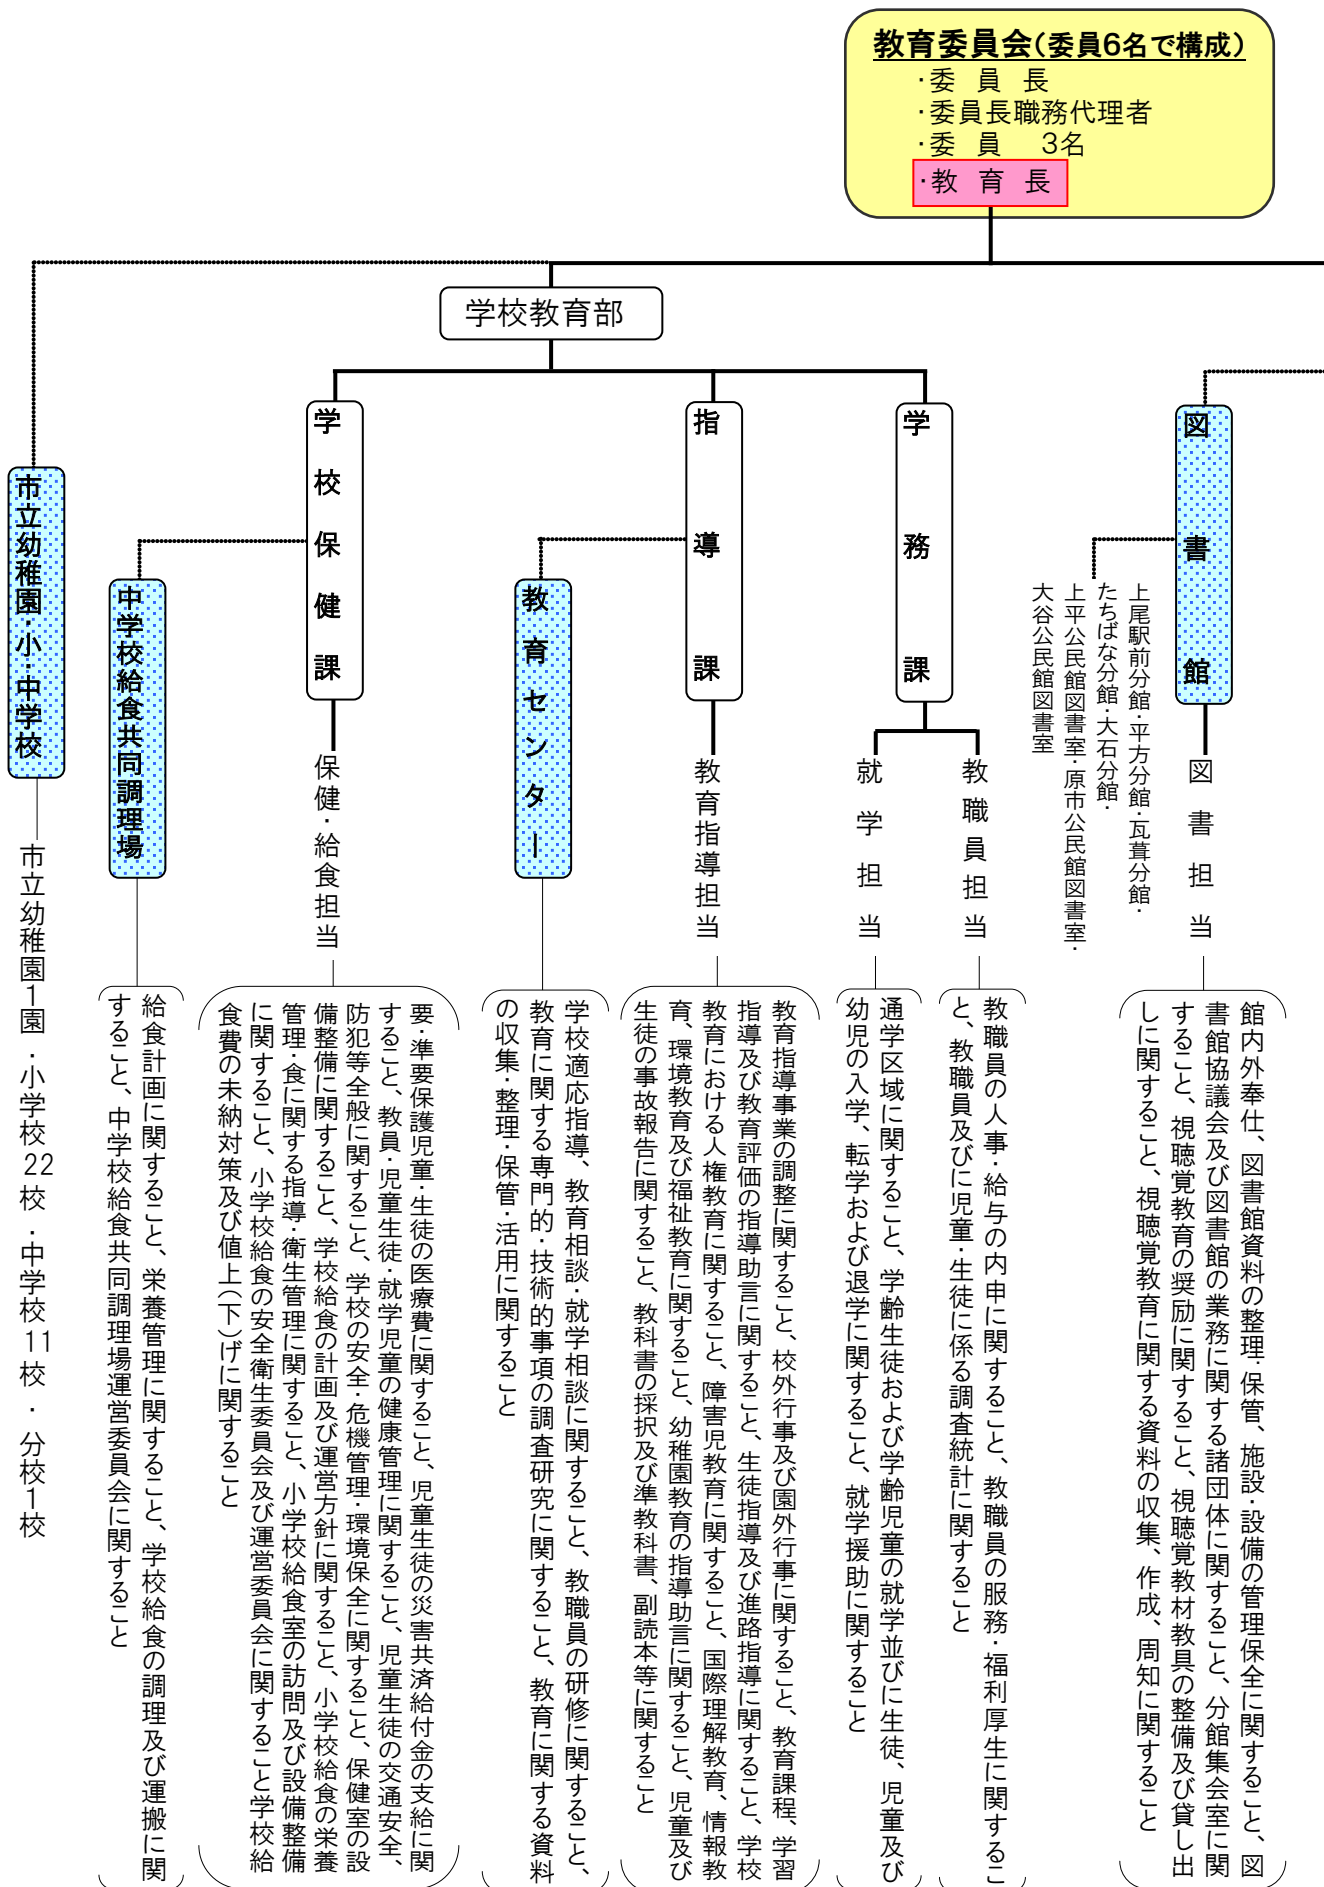 教育委員会(委員6名で構成)
・委員長
・委員長職務代理者
・委員 3名
・教育長
学校教育部
図書館
図書担当
館内外奉仕、図書館資料の整理・保管、施設・設備の管理保全に関すること、図
書館協議会及び図書館の業務に関する諸団体に関すること、分館集会室に関
すること、視聴覚教育の奨励に関すること、視聴覚教材教具の整備及び貸し出
しに関すること、視聴覚教育に関する資料の収集、作成、周知に関すること
上尾駅前分館・平方分館・瓦葺分館・
たちばな分館・大石分館・
上平公民館図書室・原市公民館図書室・
大谷公民館図書室
学務課
教職員担当
教職員の人事・給与の内申に関すること、教職員の服務・福利厚生に関するこ
と、教職員及びに児童・生徒に係る調査統計に関すること
就学担当
通学区域に関すること、学齢生徒および学齢児童の就学並びに生徒、児童及び
幼児の入学、転学および退学に関すること、就学援助に関すること
指導課
教育指導担当
教育指導事業の調整に関すること、校外行事及び園外行事に関すること、教育課程、学習
指導及び教育評価の指導助言に関すること、生徒指導及び進路指導に関すること、学校
教育における人権教育に関すること、障害児教育に関すること、国際理解教育、情報教
育、環境教育及び福祉教育に関すること、幼稚園教育の指導助言に関すること、児童及び
生徒の事故報告に関すること、教科書の採択及び準教科書、副読本等に関すること
教育センター
学校適応指導、教育相談・就学相談に関すること、教職員の研修に関すること、
教育に関する専門的・技術的事項の調査研究に関すること、教育に関する資料
の収集・整理・保管・活用に関すること
学校保健課
保健・給食担当
要・準要保護児童・生徒の医療費に関すること、児童生徒の災害共済給付金の支給に関
すること、教員・児童生徒・就学児童の健康管理に関すること、児童生徒の交通安全、
防犯等全般に関すること、学校の安全・危機管理・環境保全に関すること、保健室の設
備整備に関すること、学校給食の計画及び運営方針に関すること、小学校給食の栄養
管理・食に関する指導・衛生管理に関すること、小学校給食室の訪問及び設備整備
に関すること、小学校給食の安全衛生委員会及び運営委員会に関すること学校給
食費の未納対策及び値上(下)げに関すること
中学校給食共同調理場
給食計画に関すること、栄養管理に関すること、学校給食の調理及び運搬に関
すること、中学校給食共同調理場運営委員会に関すること
市立幼稚園・小・中学校
市立幼稚園1園・小学校22校・中学校11校・分校1校